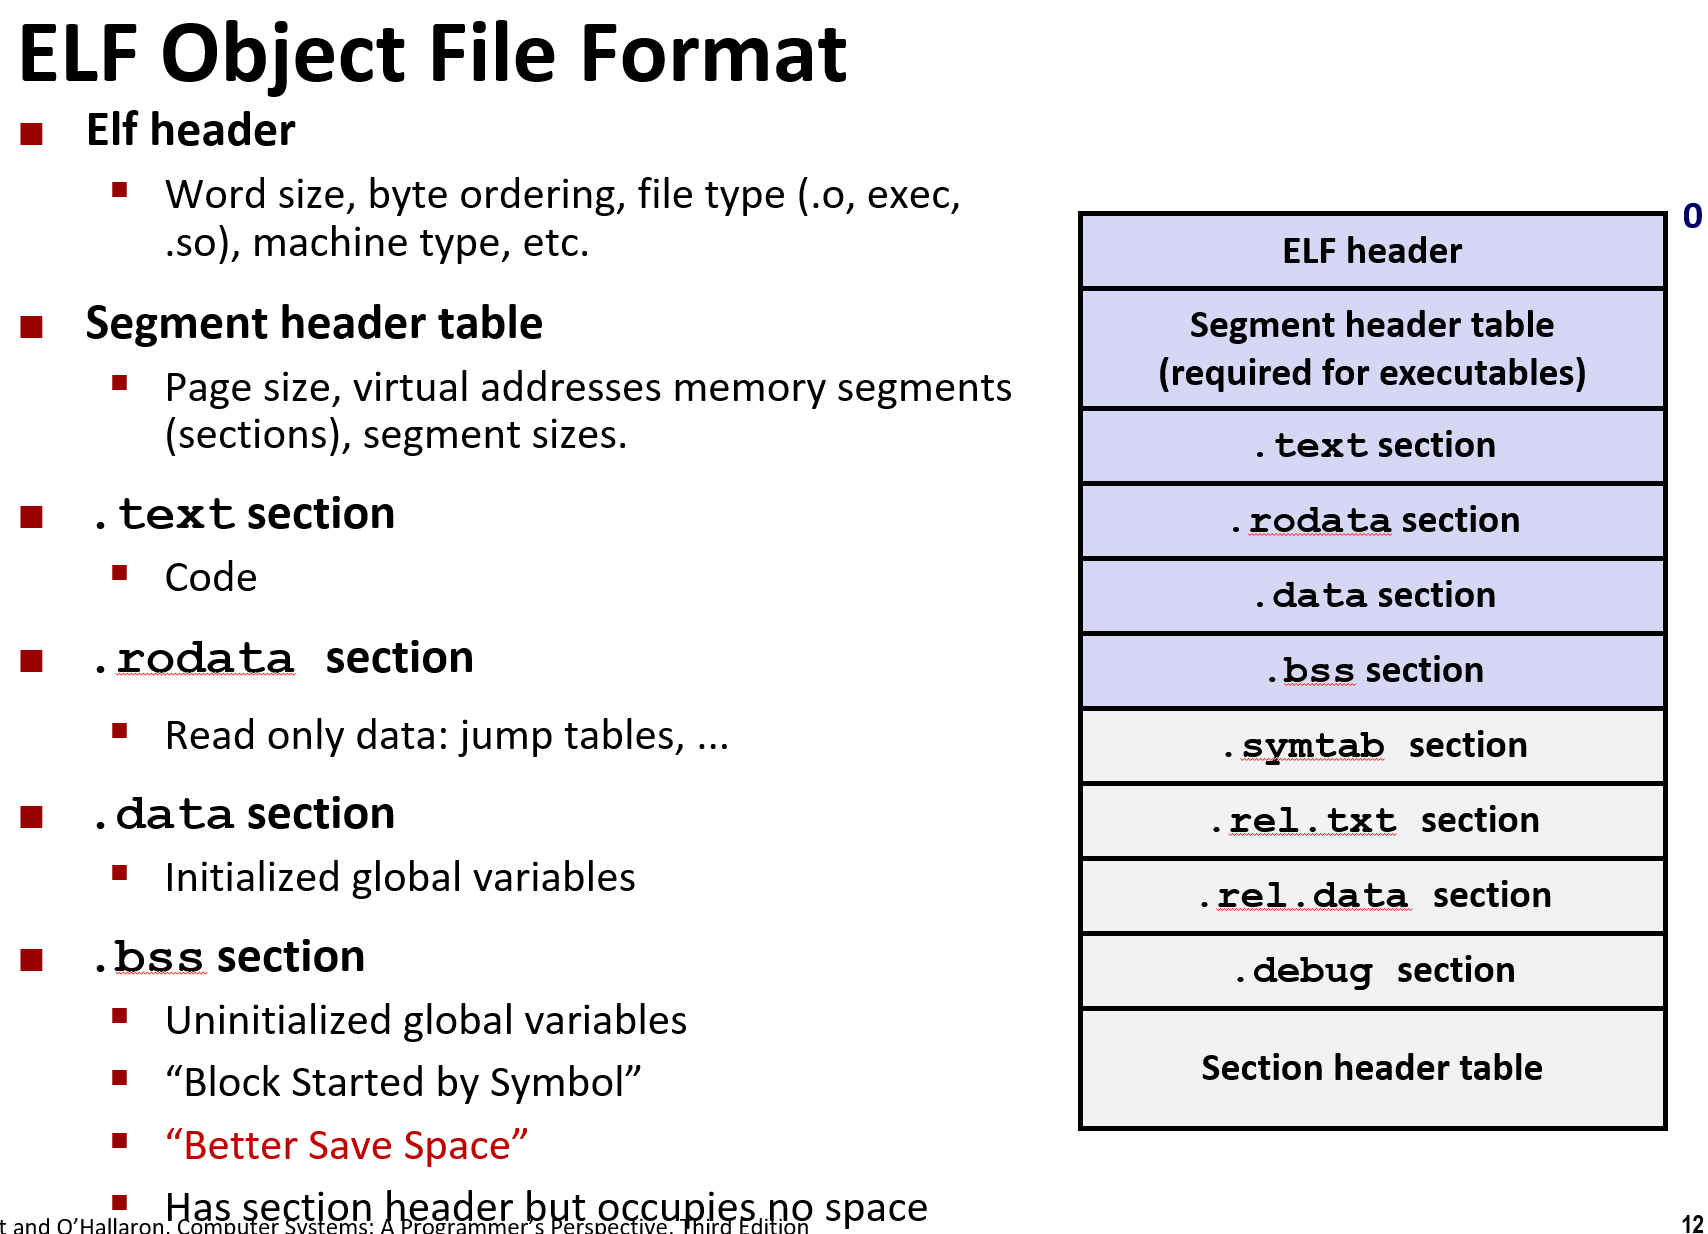 ELF Object File Format
Elf header
Word size, byte ordering, file type (.o, exec,
.so), machine type, etc.
Segment header table
Page size, virtual addresses memory segments
(sections), segment sizes.
.text section
Code
.rodata section
Read only data: jump tables, ...
.data section
Initialized global variables
.bss section
Uninitialized global variables
“Block Started by Symbol”
“Better Save Space”
Has section header but occupies no space
0
ELF header
Segment header table
(required for executables)
.text section
.rodata section
.data section
.bss section
.symtab section
.rel.txt section
.rel.data section
.debug section
Section header table
t and O’Hallaron, Computer Systems: A Programmer’s Perspective, Third Edition
12